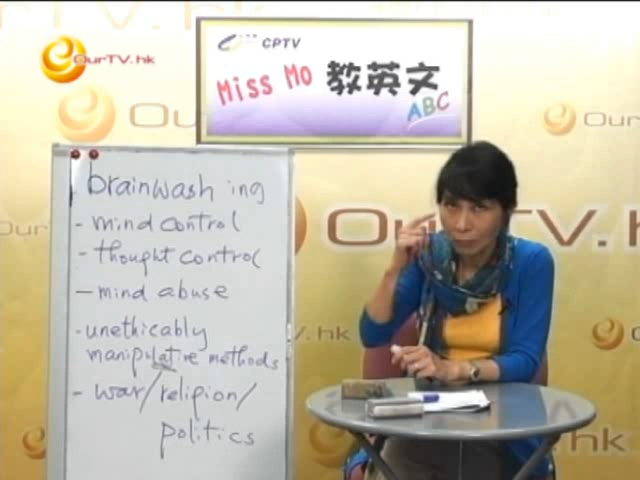 OurTV.hk
CPTV
Miss Mo 教英文
ABC
OurTV.hk
brainwashing
- mind control
- thought control
- mind abuse
- unethicably
manipulative methods
- war/religion/
politics